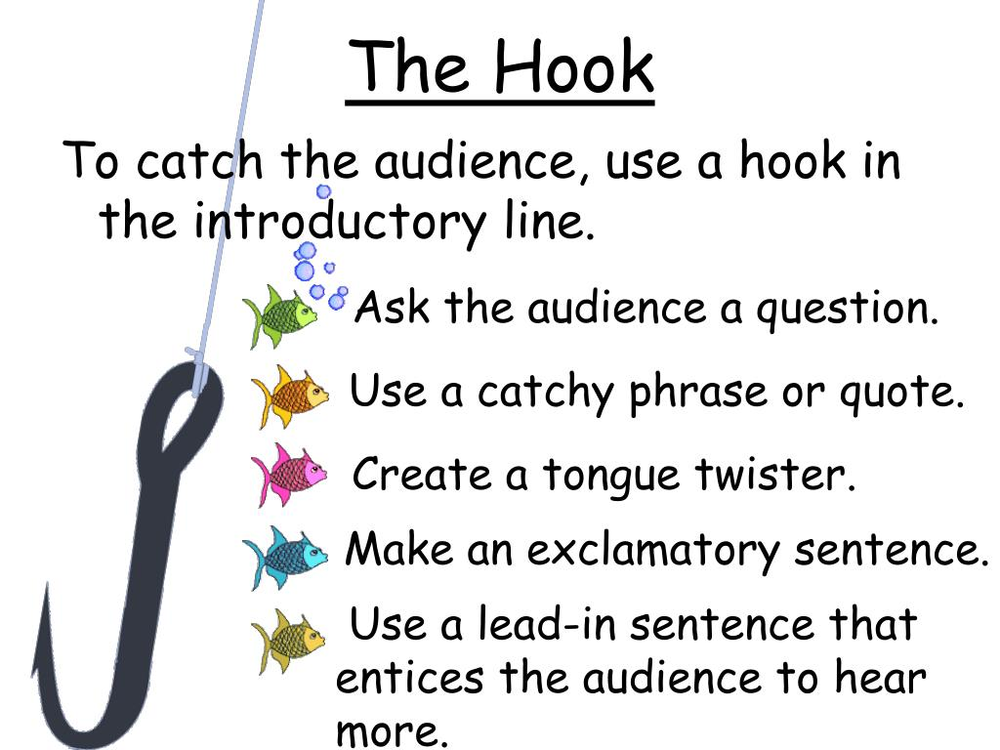 The Hook
To catch the audience, use a hook in
the introductory line.
Ask the audience a question.
Use a catchy phrase or quote.
Create a tongue twister.
Make an exclamatory sentence.
Use a lead-in sentence that
entices the audience to hear
more.